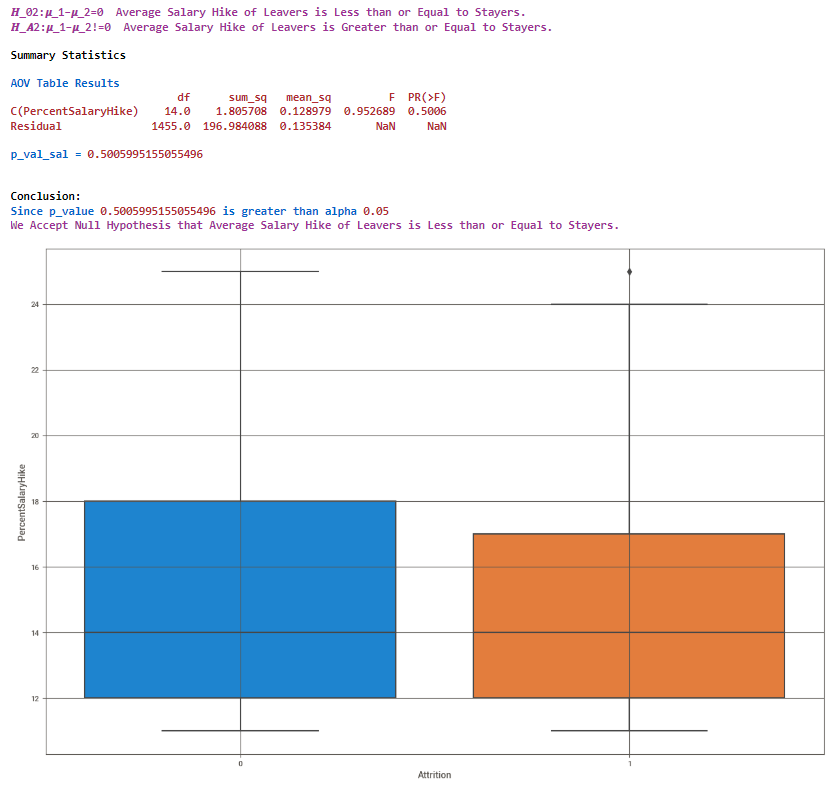 H_02:μ_1-μ_2=0  Average Salary Hike of Leavers is Less than or Equal to Stayers.
H_A2:μ_1-μ_2!=0  Average Salary Hike of Leavers is Greater than or Equal to Stayers.
Summary Statistics
AOV Table Results
df sum_sq mean_sq F PR(>F)
C(PercentSalaryHike) 14.0 1.805708 0.128979 0.952689 0.5006
Residual 1455.0 196.984088 0.135384 NaN NaN
p_val_sal = 0.5005995155055496
Conclusion:
Since p_value 0.5005995155055496 is greater than alpha 0.05
We Accept Null Hypothesis that Average Salary Hike of Leavers is Less than or Equal to Stayers.
24
22
20
18
16
14
12
PercentSalaryHike
0 1
Attrition